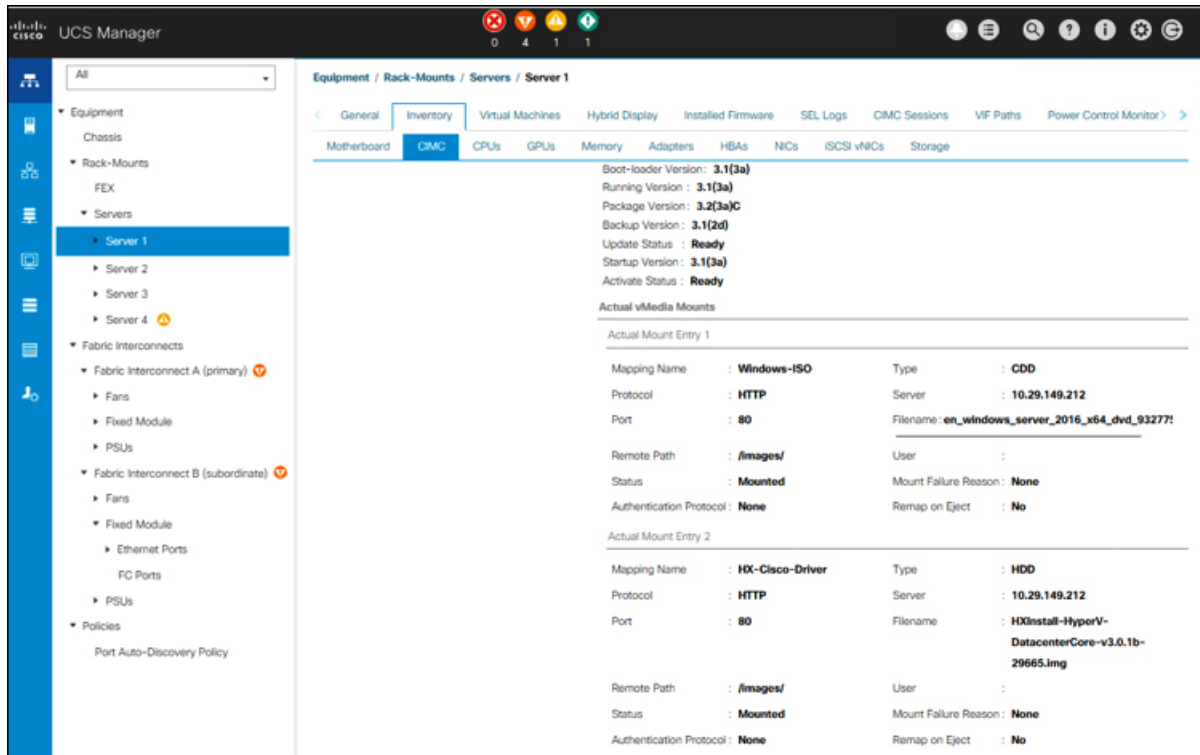 cisco UCS Manager
0 4 1 1
All
Equipment
Chassis
Rack-Mounts
FEX
Servers
Server 1
Server 2
Server 3
Server 4
Fabric Interconnects
Fabric Interconnect A (primary)
Fans
Fixed Module
PSUs
Fabric Interconnect B (subordinate)
Fans
Fixed Module
Ethernet Ports
FC Ports
PSUs
Policies
Port Auto-Discovery Policy
Equipment / Rack-Mounts / Servers / Server 1
General Inventory Virtual Machines Hybrid Display Installed Firmware SEL Logs CIMC Sessions VIF Paths Power Control Monitor
Motherboard CIMC CPUs GPUs Memory Adapters HBAs NICs iSCSI vNICs Storage
Boot-loader Version: 3.1(3a)
Running Version : 3.1(3a)
Package Version: 3.2(3a)C
Backup Version : 3.1(2d)
Update Status : Ready
Startup Version : 3.1(3a)
Activate Status : Ready
Actual vMedia Mounts
Actual Mount Entry 1
Mapping Name : Windows-ISO Type : CDD
Protocol : HTTP Server : 10.29.149.212
Port : 80 Filename : en_windows_server_2016_x64_dvd_932775
Remote Path : /images/ User :
Status : Mounted Mount Failure Reason : None
Authentication Protocol : None Remap on Eject : No
Actual Mount Entry 2
Mapping Name : HX-Cisco-Driver Type : HDD
Protocol : HTTP Server : 10.29.149.212
Port : 80 Filename : HXInstall-HyperV-
DatacenterCore-v3.0.1b-
29665.img
Remote Path : /images/ User :
Status : Mounted Mount Failure Reason : None
Authentication Protocol : None Remap on Eject : No